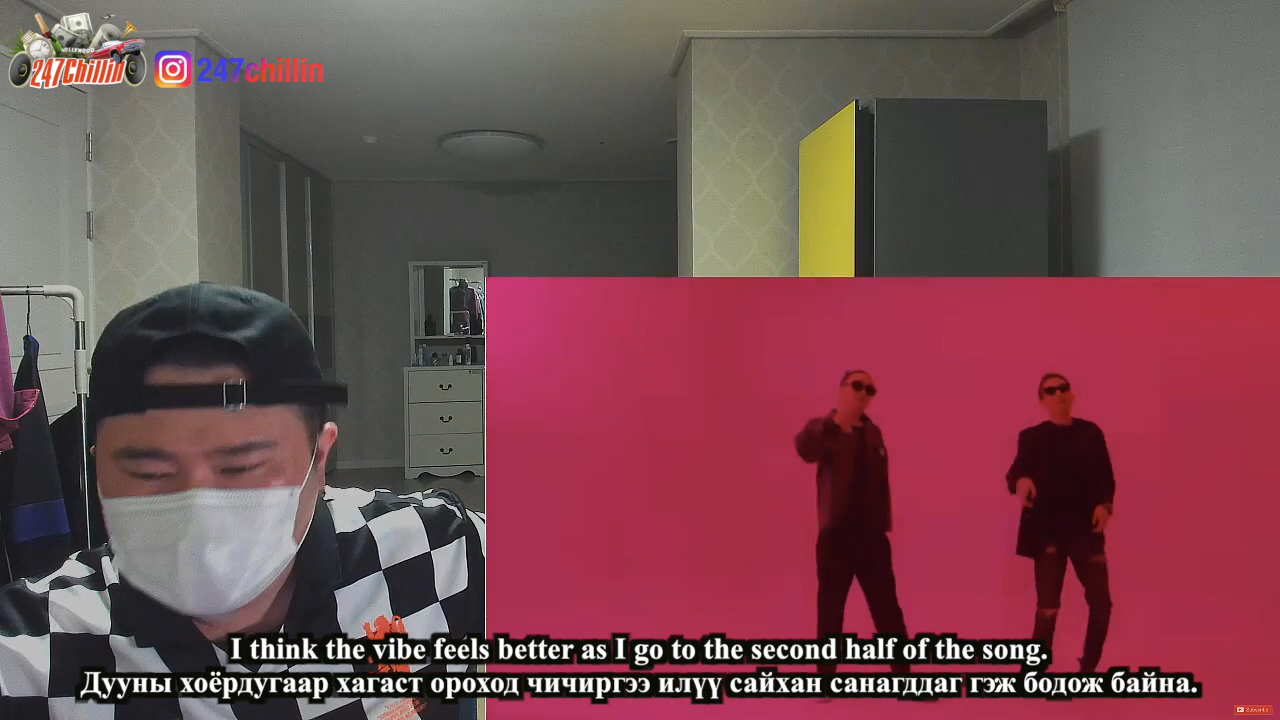 HOLLYWOOD
247Chillin
247chillin
I think the vibe feels better as I go to the second half of the song.
Дууны хоёрдугаар хагаст ороход чичиргээ илүү сайхан санагддаг гэж бодож байна.